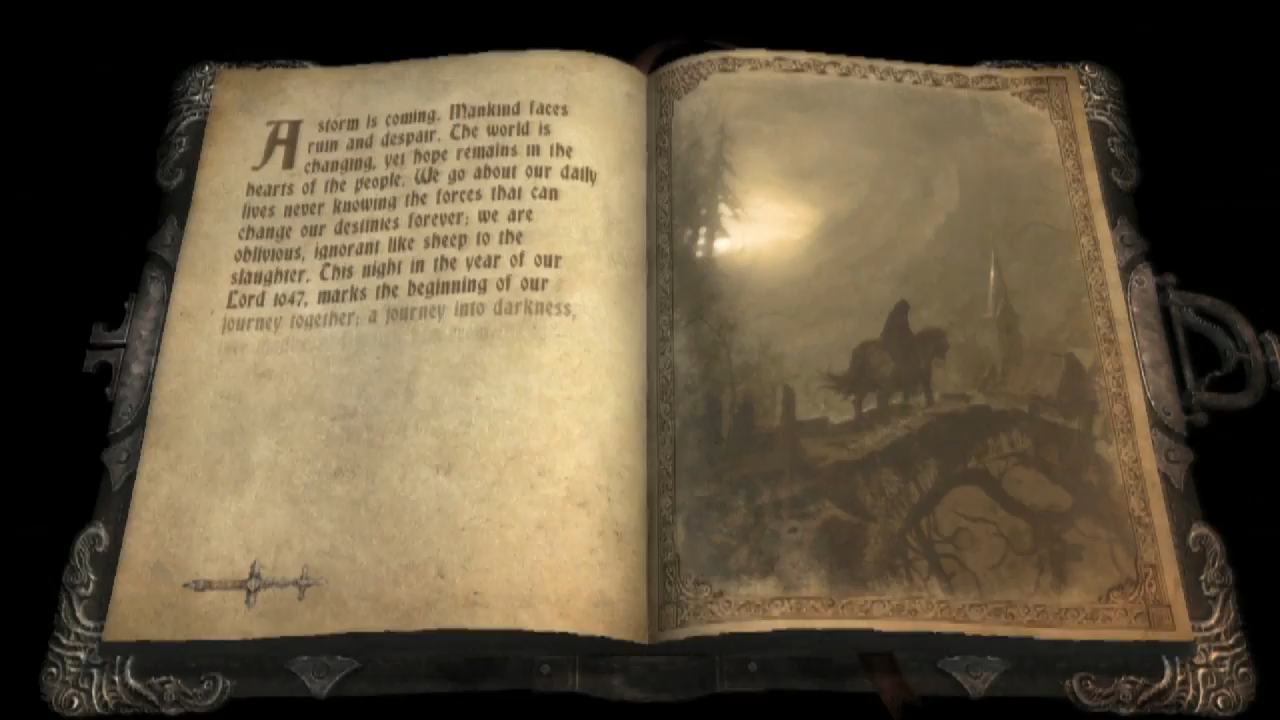 A storm is coming. Mankind faces
ruin and despair. The world is
changing, yet hope remains in the
hearts of the people. We go about our daily
lives never knowing the forces that can
change our destinies forever; we are
oblivious, ignorant like sheep to the
slaughter. This night in the year of our
Lord 1047, marks the beginning of our
journey together; a journey into darkness,